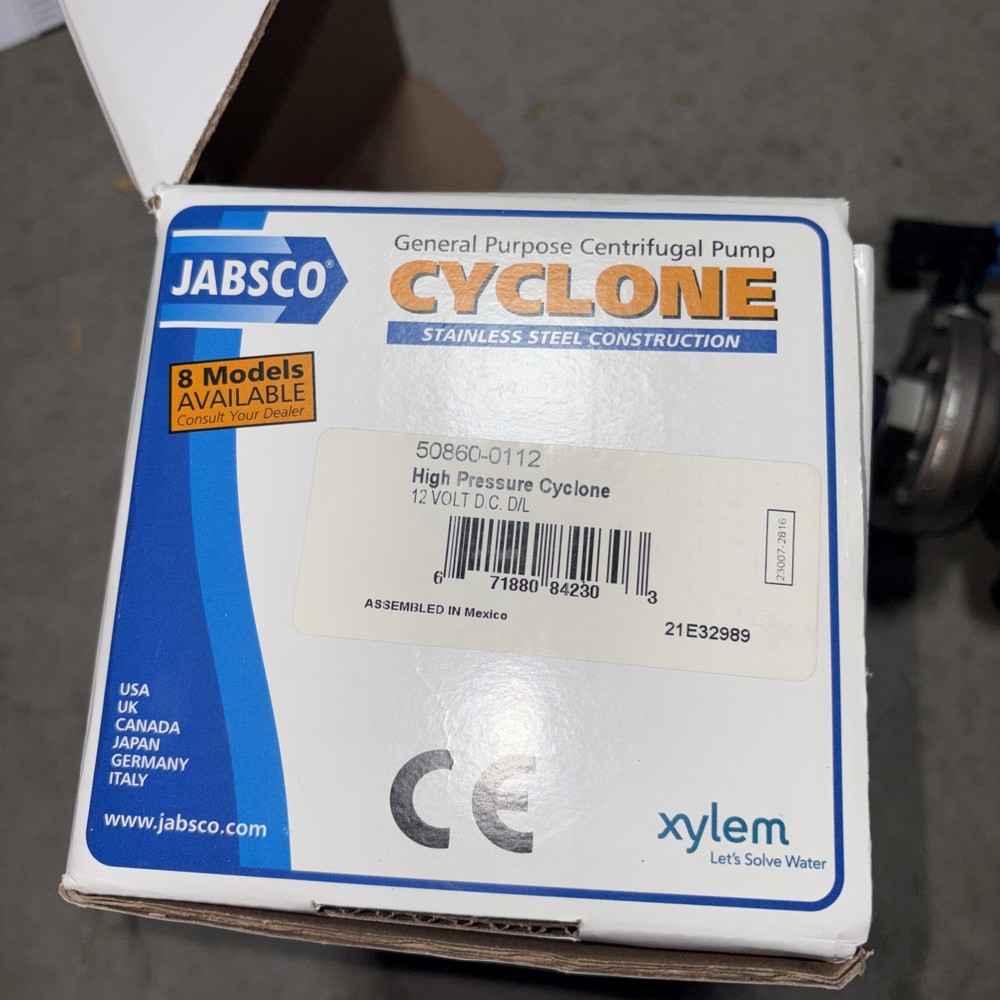 JABSCO®
General Purpose Centrifugal Pump
CYCLONE
STAINLESS STEEL CONSTRUCTION
8 Models
AVAILABLE
Consult Your Dealer
50860-0112
High Pressure Cyclone
12 VOLT D.C. D/L
6 71880 84230 3
23007-2816
ASSEMBLED IN Mexico
21E32989
USA
UK
CANADA
JAPAN
GERMANY
ITALY
www.jabsco.com
CE
xylem
Let's Solve Water